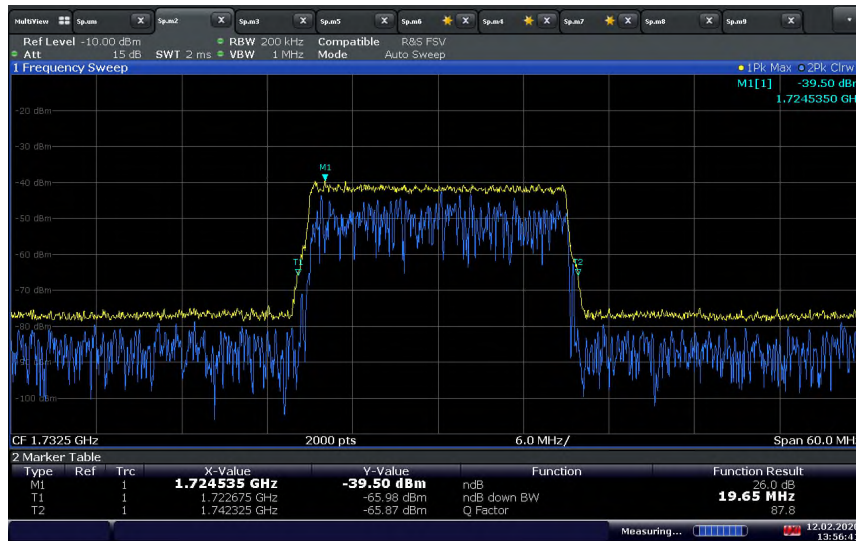 MultiView Sp.um X Sp.m2 X Sp.m3 X Sp.m5 X Sp.m6 X Sp.m4 X Sp.m7 X Sp.m8 X Sp.m9 X
Ref Level -10.00 dBm RBW 200 kHz Compatible R&S FSV
Att 15 dB SWT 2 ms VBW 1 MHz Mode Auto Sweep
1 Frequency Sweep 1Pk Max 2Pk Clrw
M1[1] -39.50 dBm
1.7245350 GH
-20 dBm
-30 dBm
M1
-40 dBm
-50 dBm
-60 dBm
T1 T2
-70 dBm
-80 dBm
-90 dBm
-100 dBm
CF 1.7325 GHz 2000 pts 6.0 MHz/ Span 60.0 MH
2 Marker Table
Type Ref Trc X-Value Y-Value Function Function Result
M1 1 1.724535 GHz -39.50 dBm ndB 26.0 dB
T1 1 1.722675 GHz -65.98 dBm ndB down BW 19.65 MHz
T2 1 1.742325 GHz -65.87 dBm Q Factor 87.8
Measuring... 12.02.2020
13:56:41